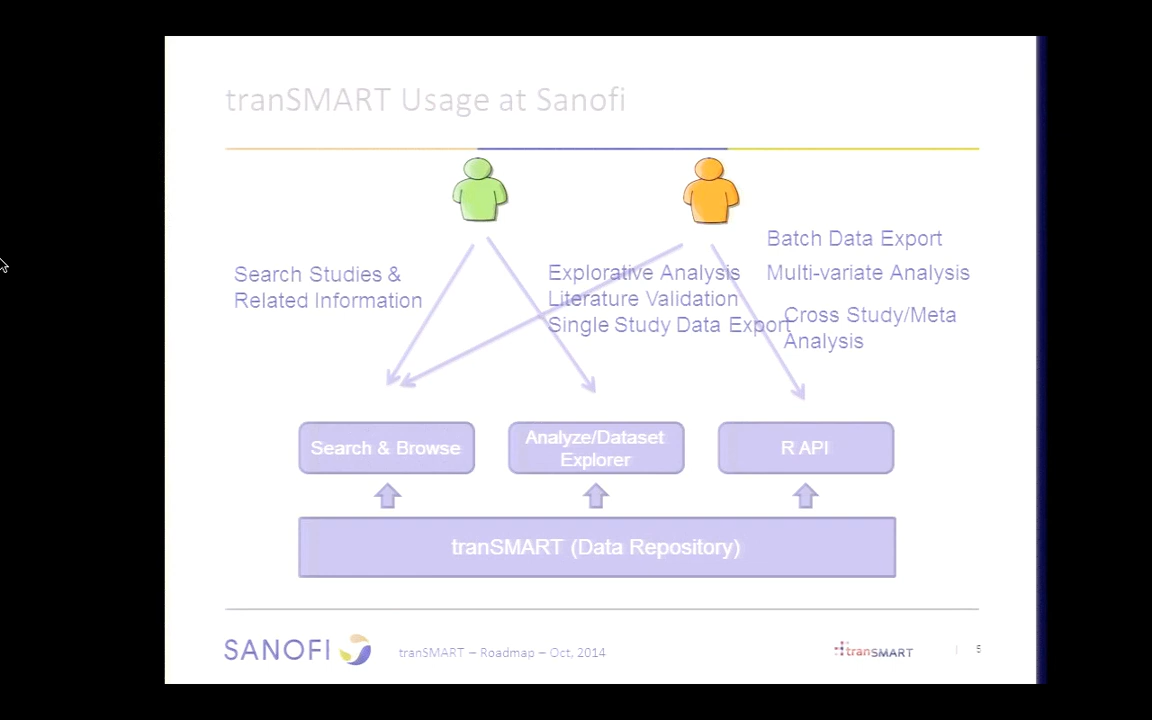 tranSMART Usage at Sanofi
Search Studies &
Related Information
Explorative Analysis
Literature Validation
Single Study Data Export
Batch Data Export
Multi-variate Analysis
Cross Study/Meta
Analysis
Search & Browse
Analyze/Dataset
Explorer
R API
tranSMART (Data Repository)
SANOFI
tranSMART – Roadmap – Oct, 2014
tranSMART
| 5